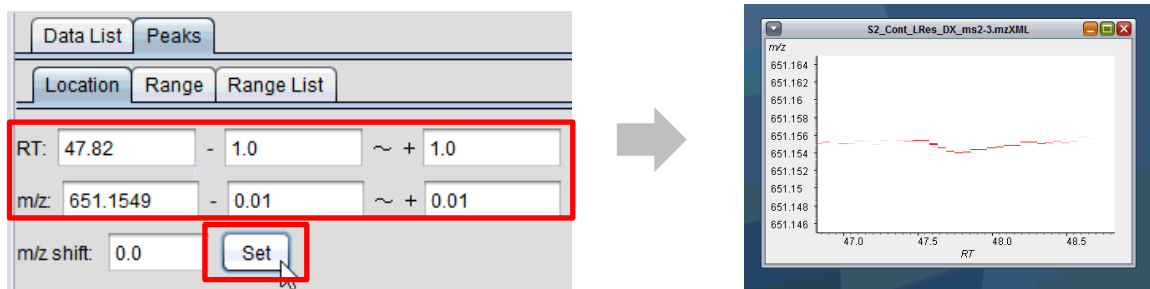 Data List Peaks
Location Range Range List
RT: 47.82 - 1.0 ~ + 1.0
m/z: 651.1549 - 0.01 ~ + 0.01
m/z shift: 0.0 Set
S2_Cont_LRes_DX_ms2-3.mzXML
m/z
651.164
651.162
651.16
651.158
651.156
651.154
651.152
651.15
651.148
651.146
47.0 47.5 48.0 48.5
RT